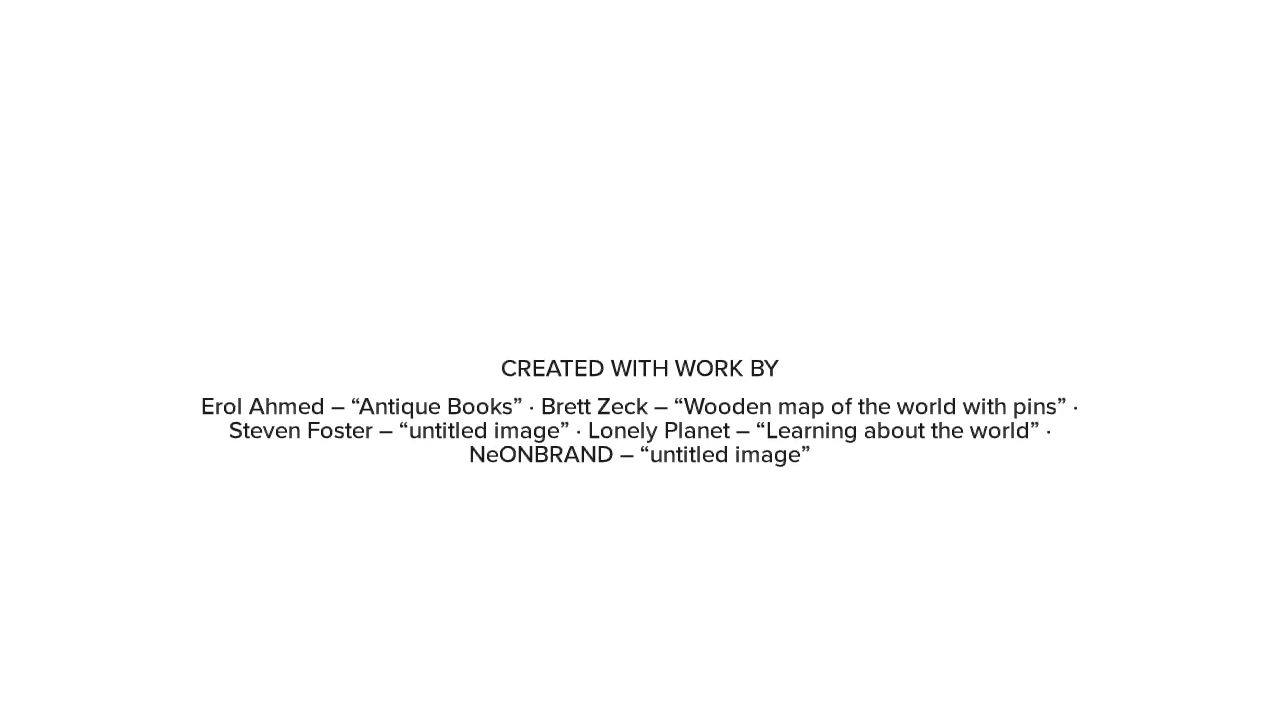 CREATED WITH WORK BY
Erol Ahmed – “Antique Books” · Brett Zeck – “Wooden map of the world with pins” ·
Steven Foster – “untitled image” · Lonely Planet – “Learning about the world” ·
NeONBRAND – “untitled image”